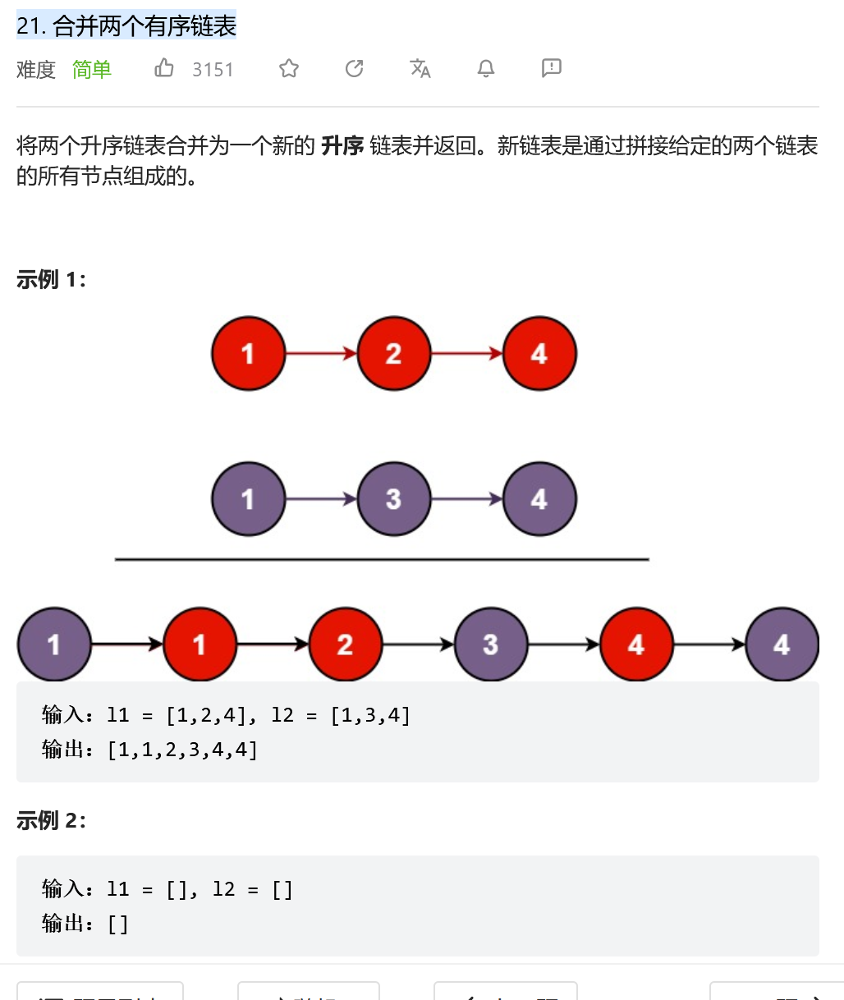 21. 合并两个有序链表
难度 简单 3151
将两个升序链表合并为一个新的 升序 链表并返回。新链表是通过拼接给定的两个链表
的所有节点组成的。
示例 1：
1 2 4
1 3 4
1 1 2 3 4 4
输入：l1 = [1,2,4], l2 = [1,3,4]
输出：[1,1,2,3,4,4]
示例 2：
输入：l1 = [], l2 = []
输出：[]